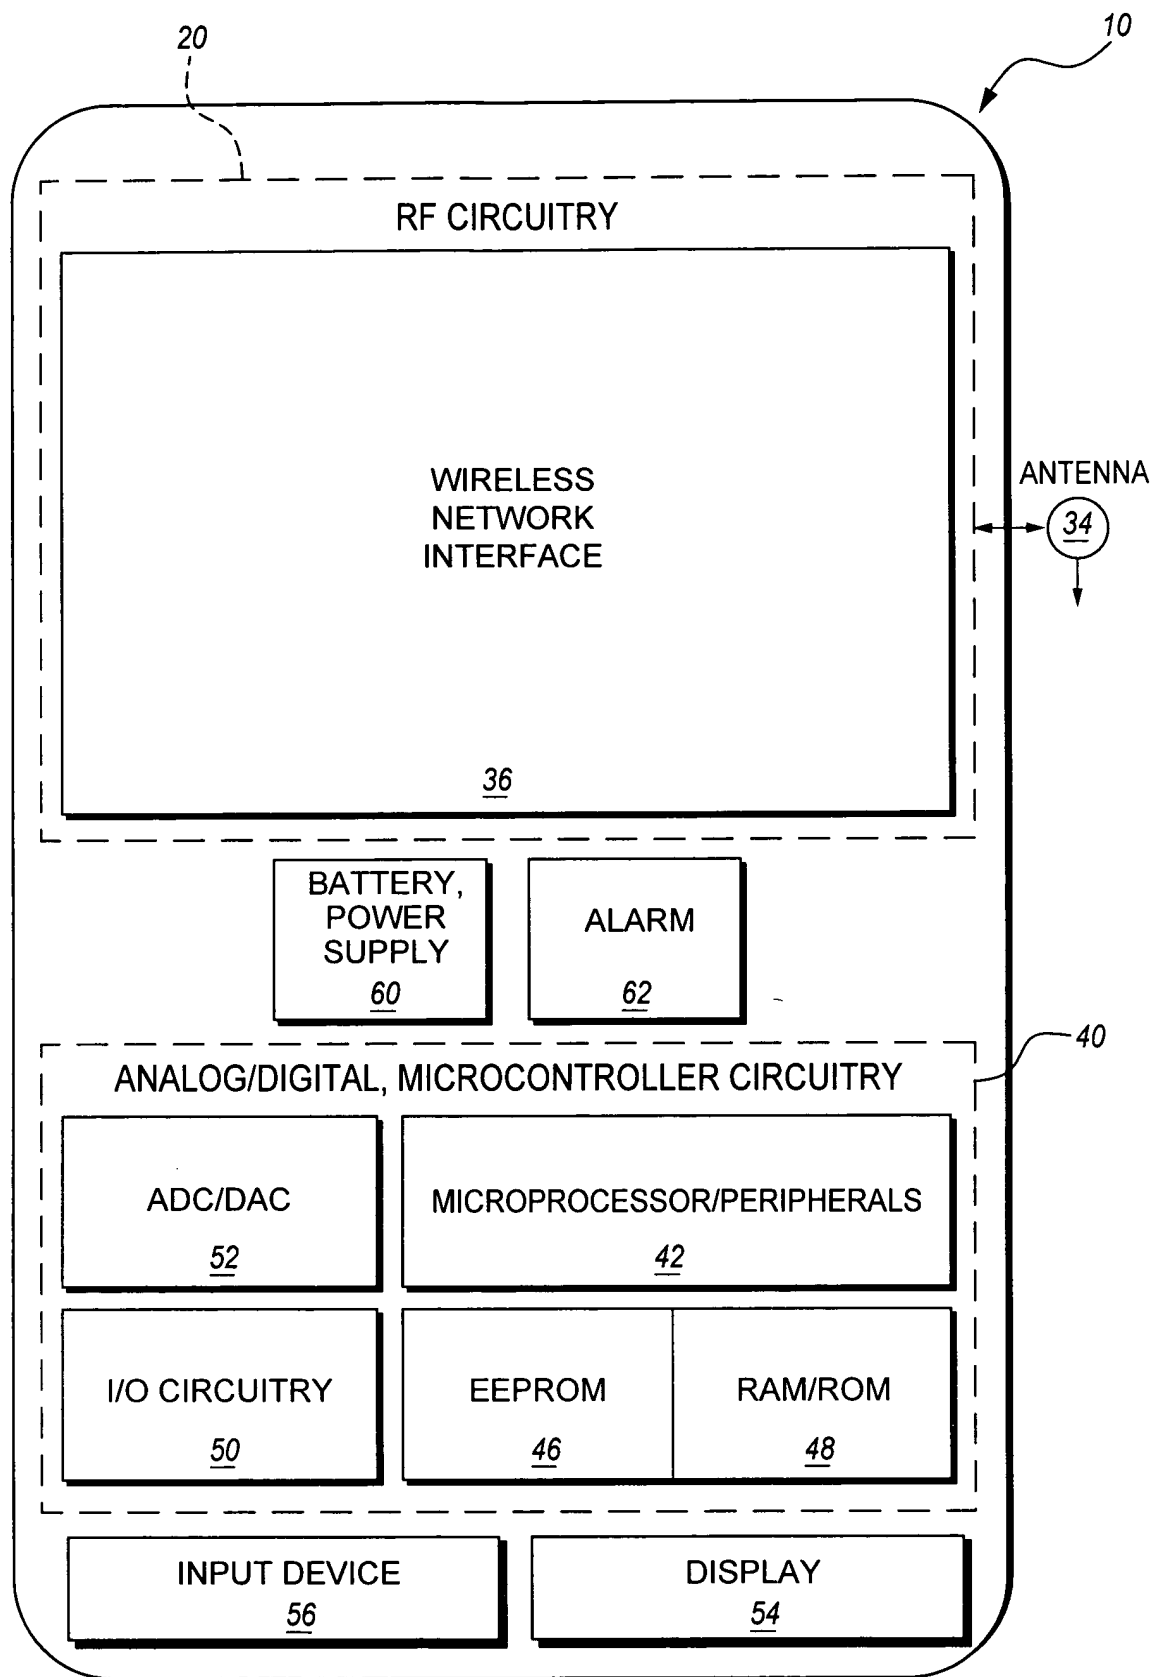 20
10
RF CIRCUITRY
WIRELESS
NETWORK
INTERFACE
36
ANTENNA
34
BATTERY,
POWER
SUPPLY
60
ALARM
62
40
ANALOG/DIGITAL, MICROCONTROLLER CIRCUITRY
ADC/DAC
52
MICROPROCESSOR/PERIPHERALS
42
I/O CIRCUITRY
50
EEPROM
46
RAM/ROM
48
INPUT DEVICE
56
DISPLAY
54